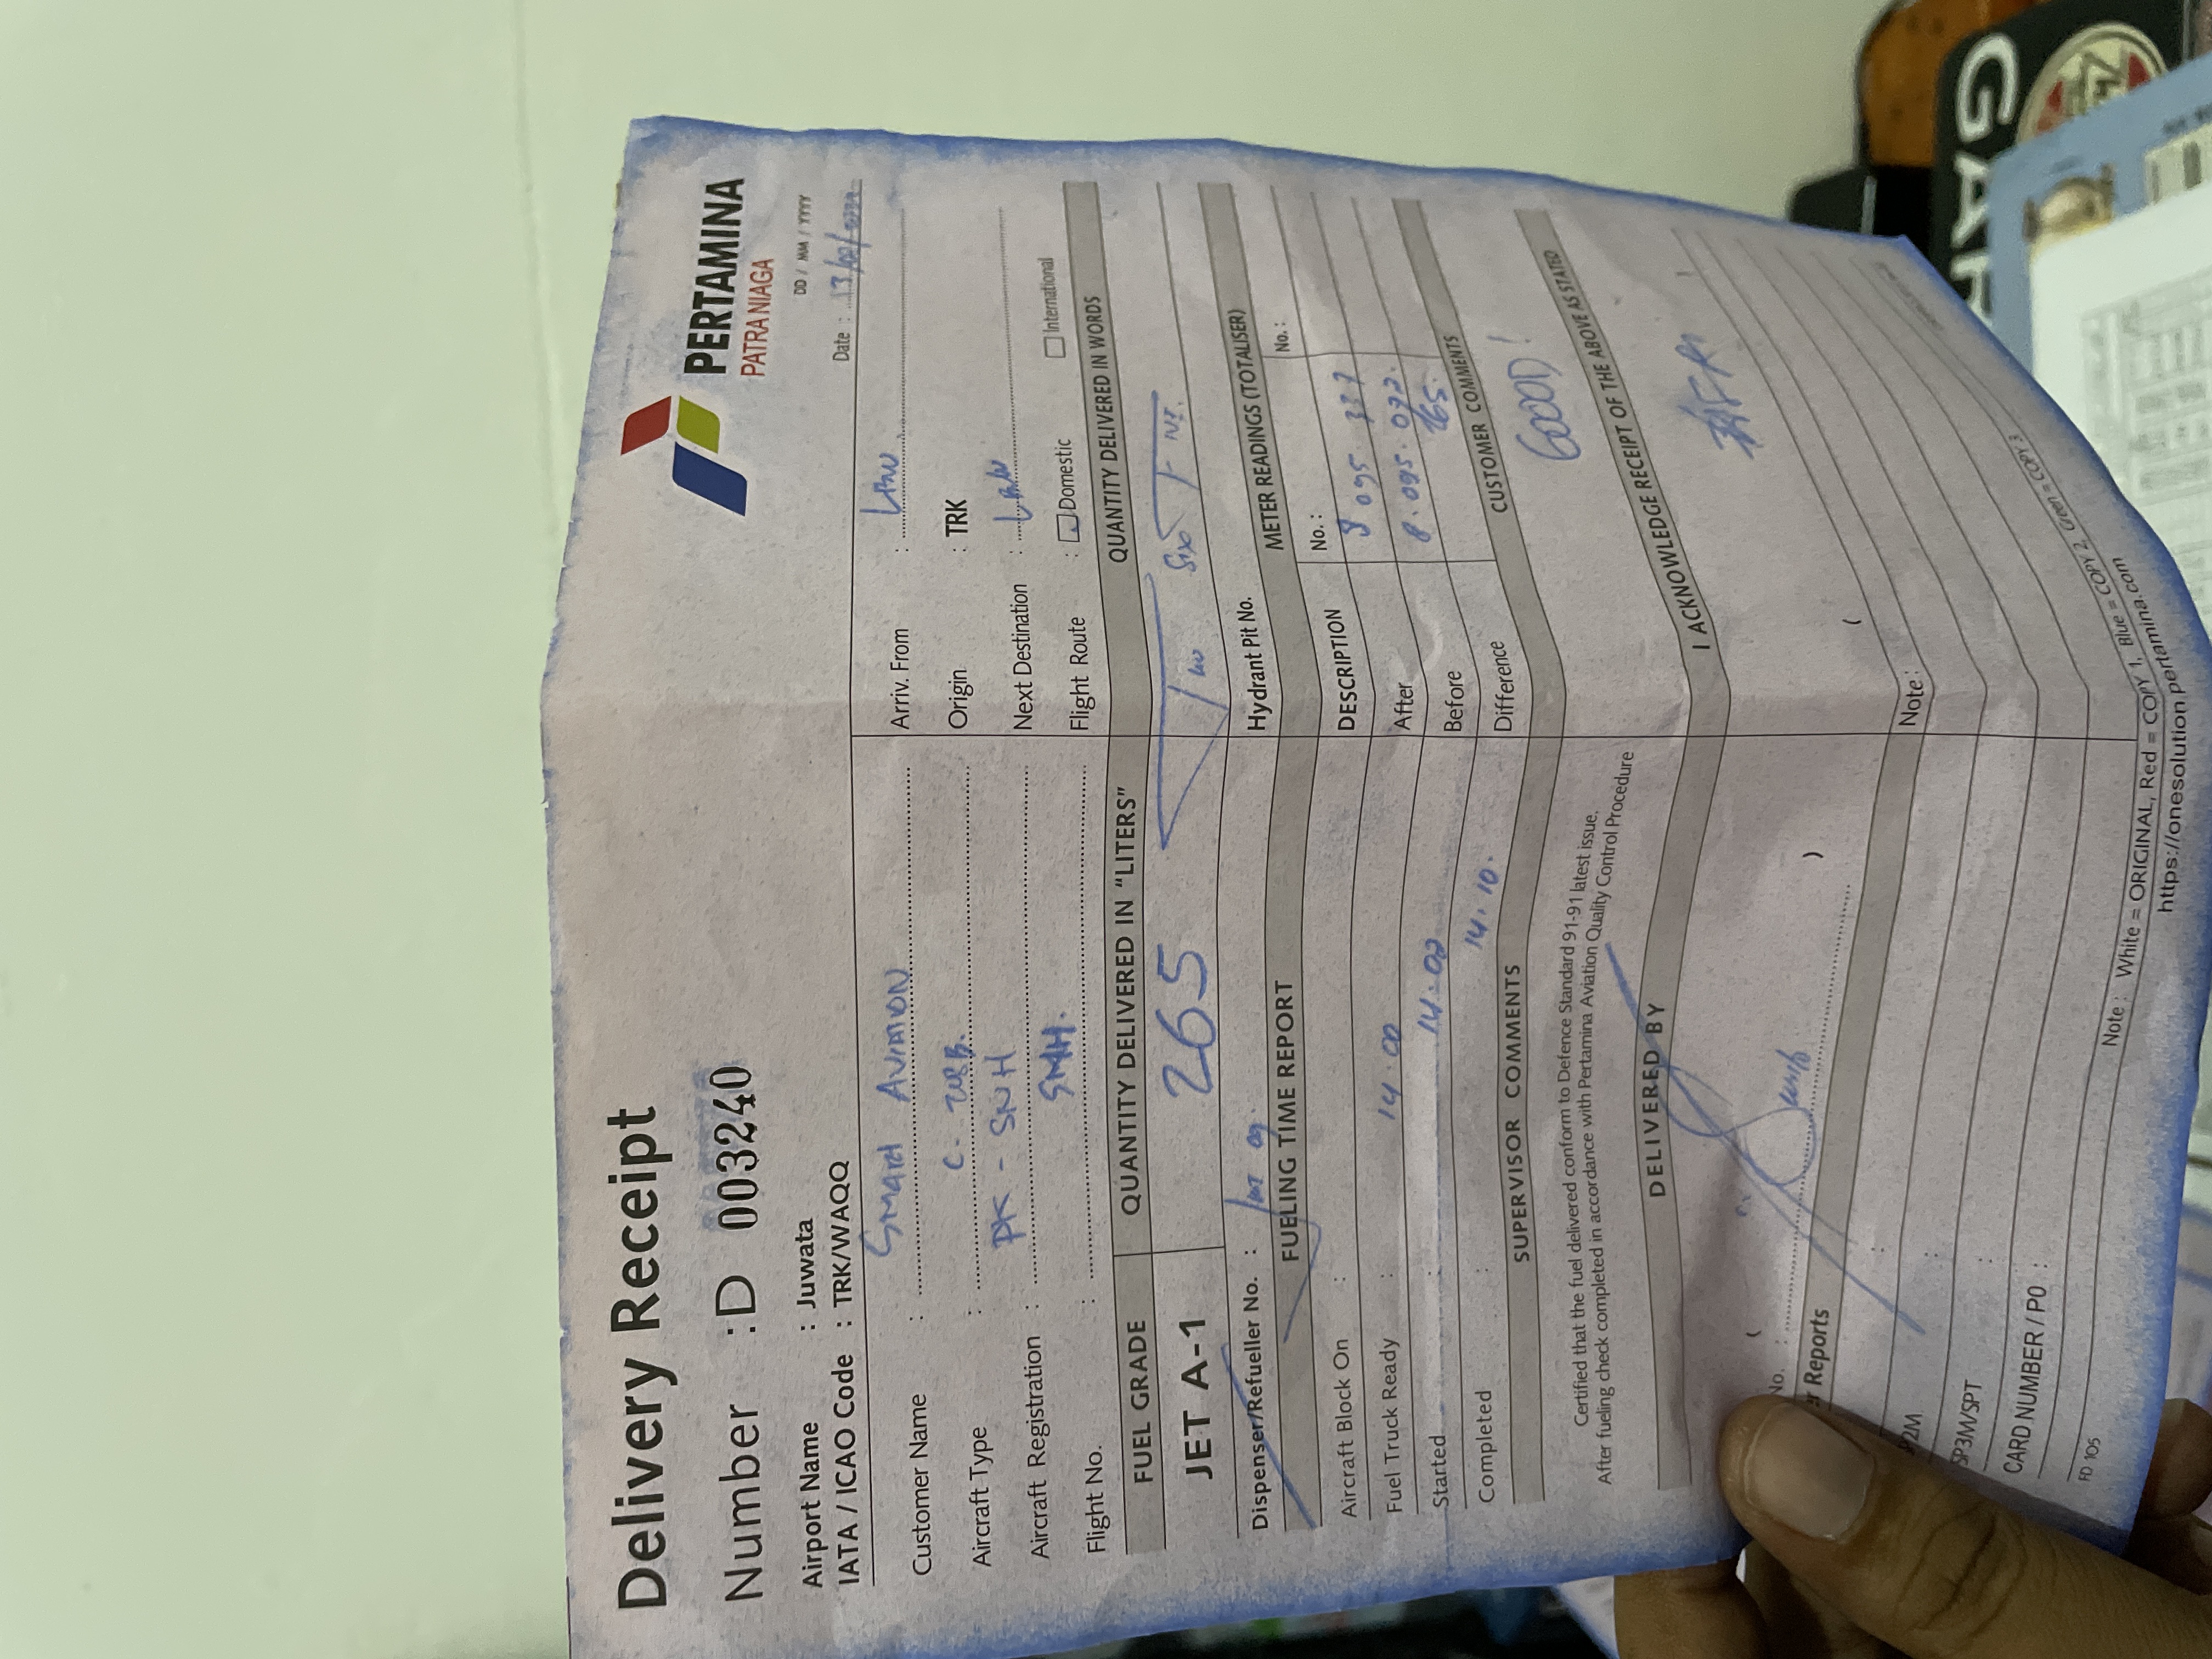 Delivery Receipt
PERTAMINA
PATRA NIAGA
Number : D 003240
DD / MM / YYYY
Airport Name : Juwata
IATA / ICAO Code : TRK/WAQQ
Date :
Customer Name : SMART AVIATION
Arriv. From :
Aircraft Type : C - 208B.
Origin : TRK
Aircraft Registration : PK - SNH
Next Destination :
Flight No. : SMH.
Flight Route : Domestic International
FUEL GRADE
QUANTITY DELIVERED IN "LITERS"
QUANTITY DELIVERED IN WORDS
JET A-1
265
Two Six
Dispenser/Refueller No. :
Hydrant Pit No.
FUELING TIME REPORT
METER READINGS (TOTALISER)
Aircraft Block On :
DESCRIPTION
No. :
No. :
Fuel Truck Ready : 14.00
After
Started : 14.00
Before
Completed : 14.10.
Difference 265.
SUPERVISOR COMMENTS
CUSTOMER COMMENTS
Certified that the fuel delivered conform to Defence Standard 91-91 latest issue.
After fueling check completed in accordance with Pertamina Aviation Quality Control Procedure
GOOD!
DELIVERED BY
I ACKNOWLEDGE RECEIPT OF THE ABOVE AS STATED
No. :
Reports
Note :
SP3M/SPT :
CARD NUMBER / PO :
FD 105
Note : White = ORIGINAL, Red = COPY 1, Blue = COPY 2, Green = COPY 3
https://onesolution.pertamina.com